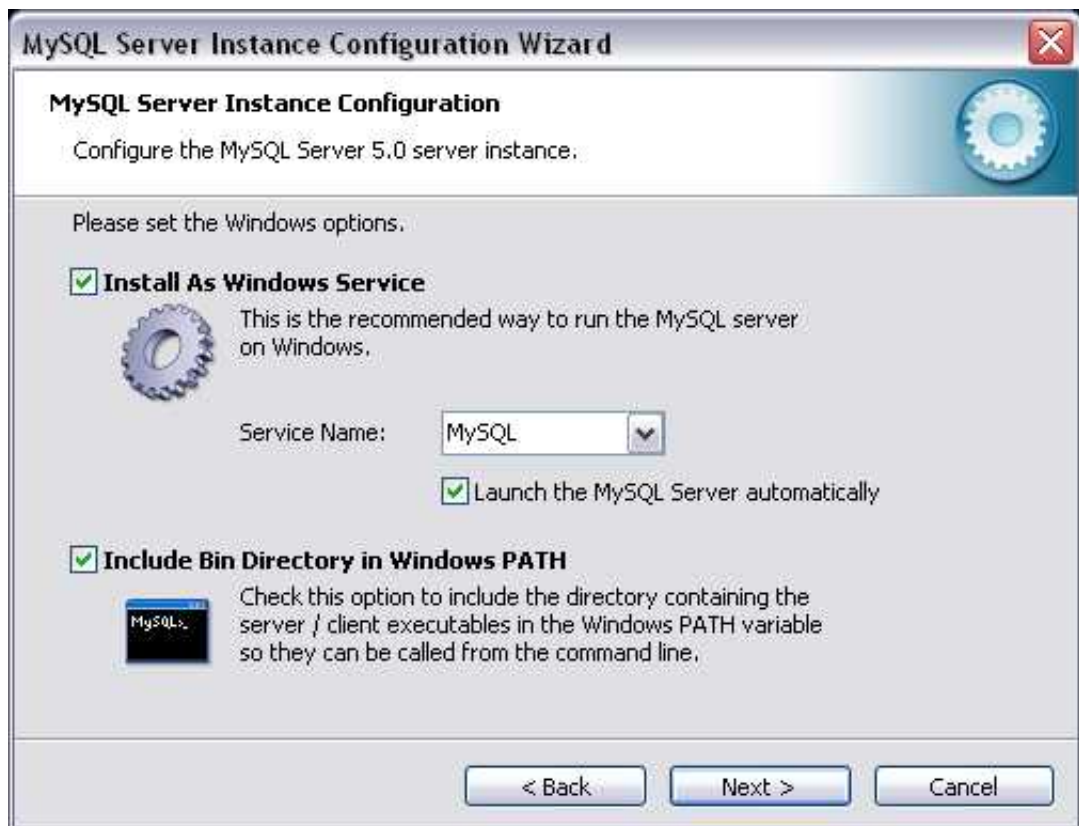 MySQL Server Instance Configuration Wizard
MySQL Server Instance Configuration
Configure the MySQL Server 5.0 server instance.
Please set the Windows options.
Install As Windows Service
This is the recommended way to run the MySQL server
on Windows.
Service Name:
MySQL
Launch the MySQL Server automatically
Include Bin Directory in Windows PATH
MySQL>_
Check this option to include the directory containing the
server / client executables in the Windows PATH variable
so they can be called from the command line.
< Back
Next >
Cancel